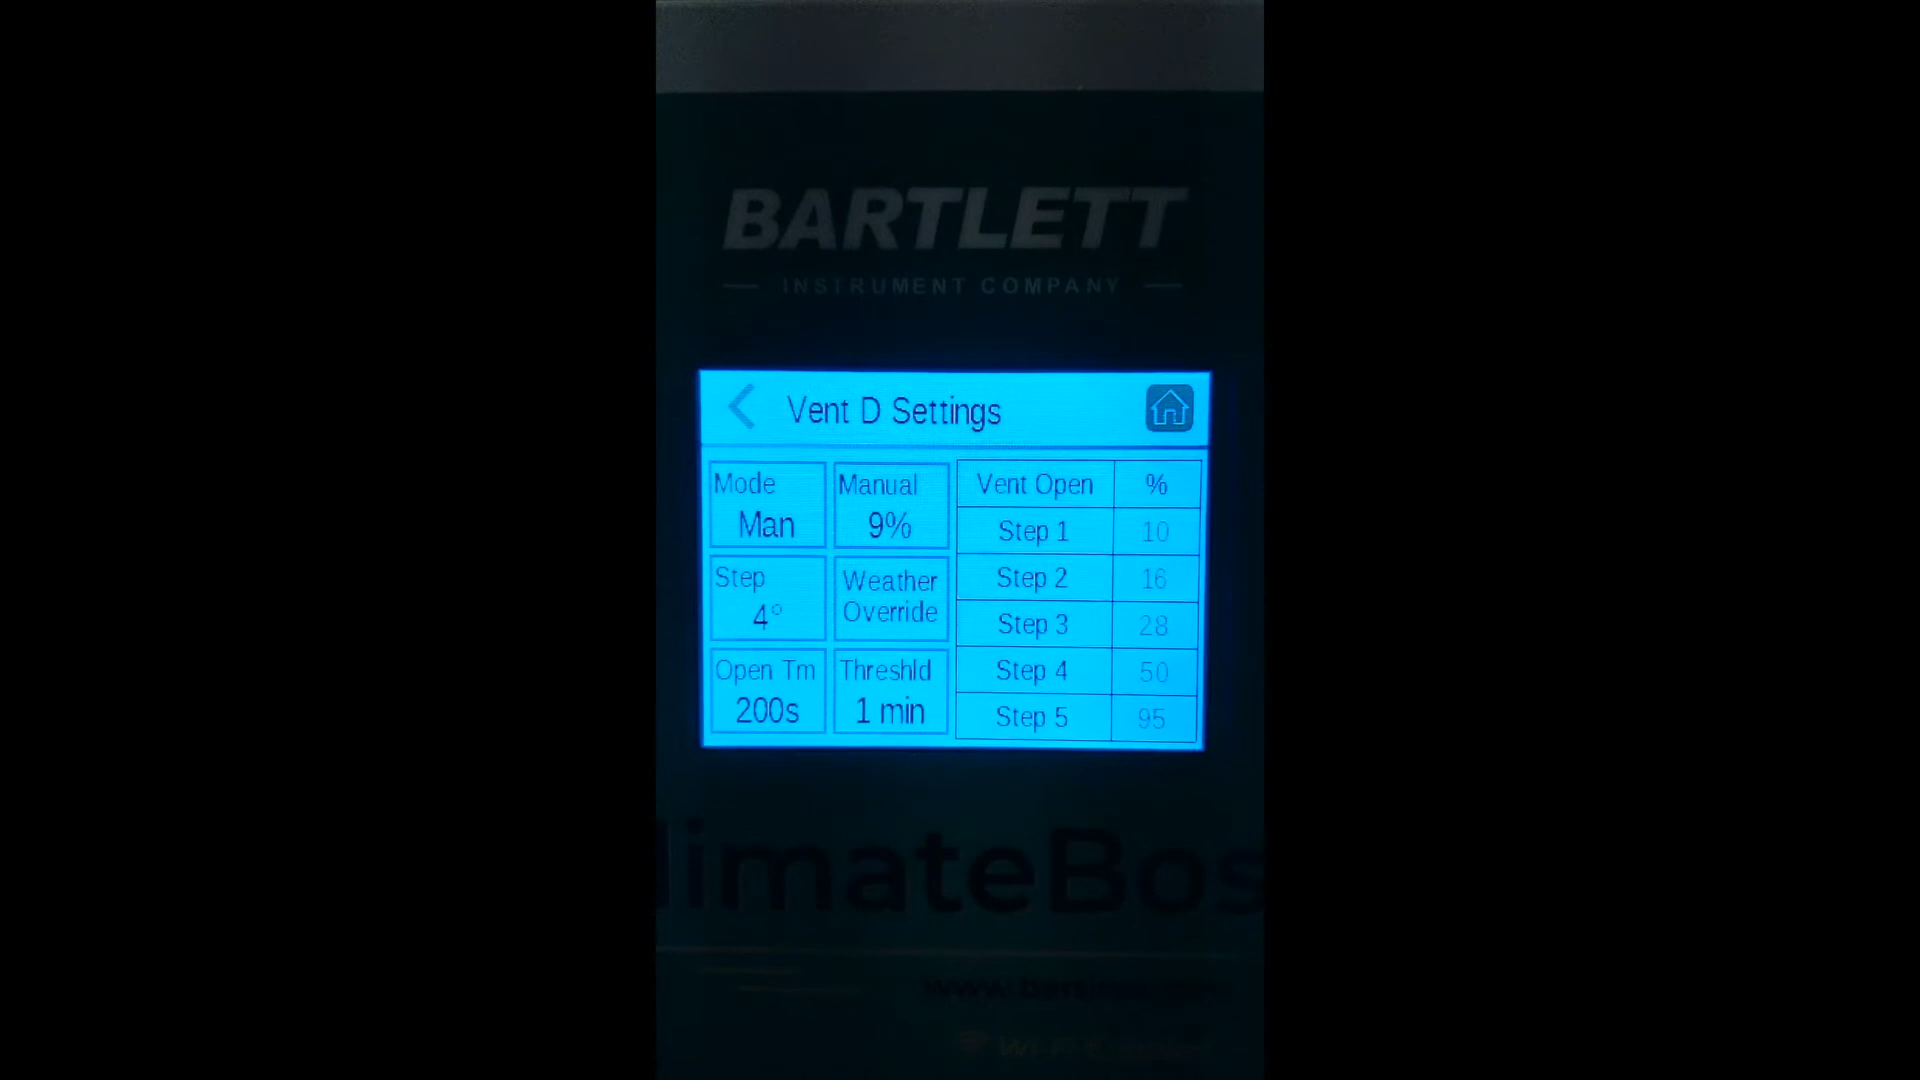 BARTLETT
INSTRUMENT COMPANY
Vent D Settings
Mode
Man
Manual
9%
Step
4°
Weather
Override
Open Tm
200s
Threshld
1 min
Vent Open %
Step 1 10
Step 2 16
Step 3 28
Step 4 50
Step 5 95
limateBos